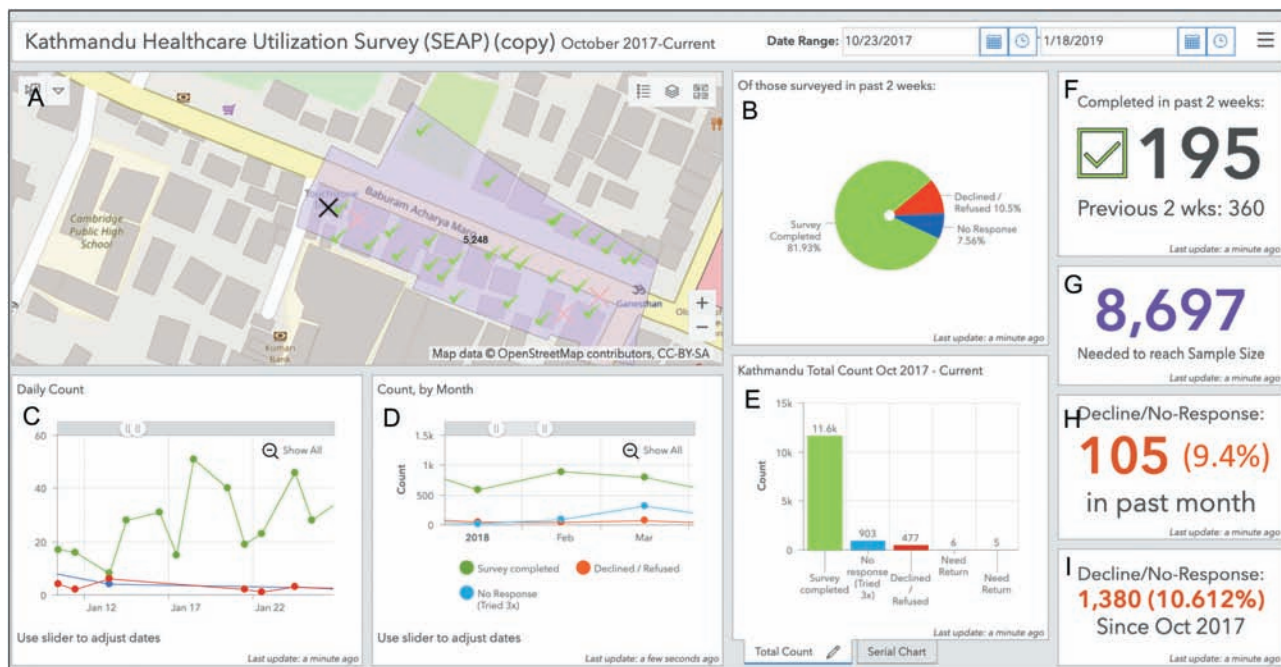 Kathmandu Healthcare Utilization Survey (SEAP) (copy) October 2017-Current
Date Range: 10/23/2017 - 1/18/2019
A
Touchstone
Baburam Acharya Marg
5,248
Cambridge
Public High
School
Ganesthan
Kumari
Bank
+
−
Map data © OpenStreetMap contributors, CC-BY-SA
Of those surveyed in past 2 weeks:
B
Declined /
Refused 10.5%
No Response
7.56%
Survey
Completed
81.93%
Last update: a minute ago
F
Completed in past 2 weeks:
195
Previous 2 wks: 360
Last update: a minute ago
G
8,697
Needed to reach Sample Size
Last update: a minute ago
Daily Count
C
60
40
20
0
Show All
Jan 12
Jan 17
Jan 22
Use slider to adjust dates
Last update: a minute ago
Count, by Month
D
1.5k
1k
500
0
Count
Show All
2018
Feb
Mar
Survey completed
Declined / Refused
No Response
(Tried 3x)
Use slider to adjust dates
Last update: a few seconds ago
Kathmandu Total Count Oct 2017 - Current
E
15k
10k
5k
0
Count
11.6k
903
477
6
5
Survey
completed
No
response
(Tried
3x)
Declined
/
Refused
Need
Return
Need
Return
Last update: a minute ago
Total Count
Serial Chart
H
Decline/No-Response:
105 (9.4%)
in past month
Last update: a minute ago
I
Decline/No-Response:
1,380 (10.612%)
Since Oct 2017
Last update: a minute ago